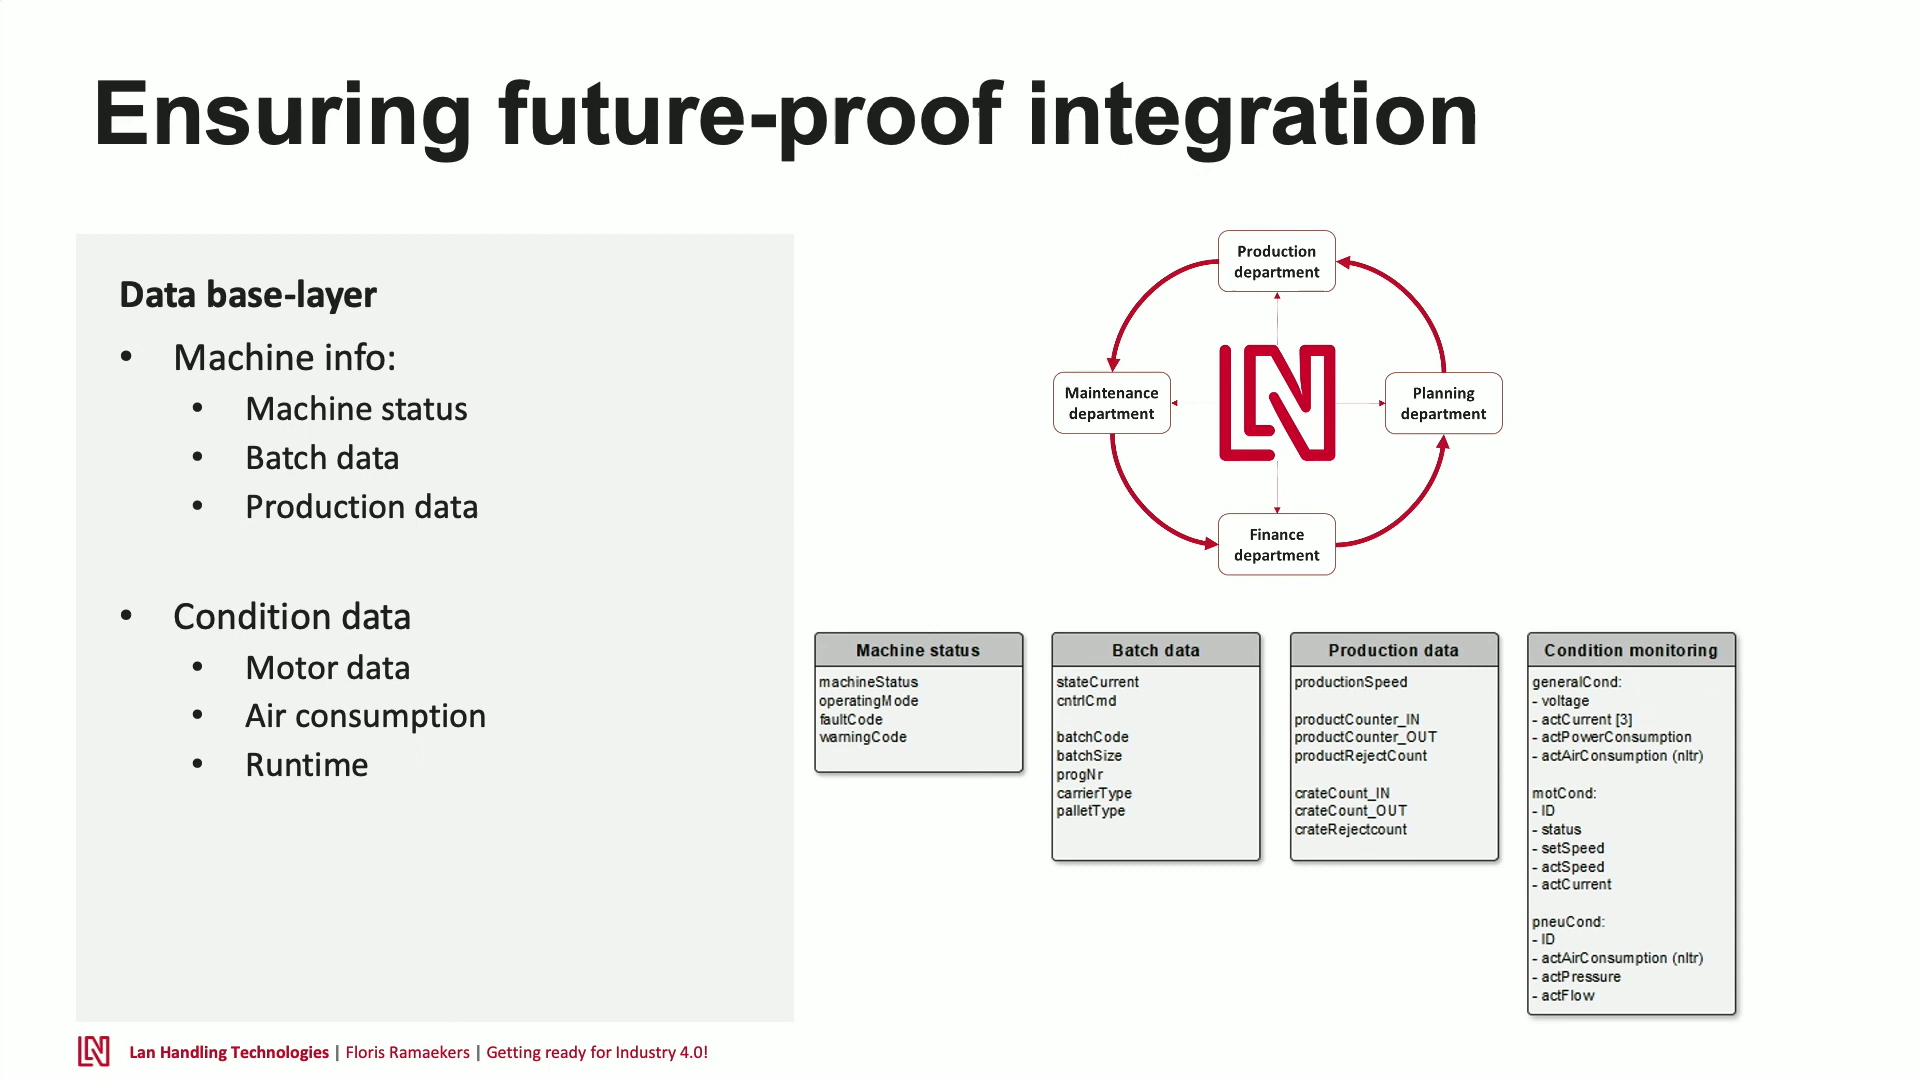 Ensuring future-proof integration
Data base-layer
• Machine info:
• Machine status
• Batch data
• Production data
• Condition data
• Motor data
• Air consumption
• Runtime
Production
department
Maintenance
department
LN
Planning
department
Finance
department
Machine status
machineStatus
operatingMode
faultCode
warningCode
Batch data
stateCurrent
cntrlCmd
batchCode
batchSize
progNr
carrierType
palletType
Production data
productionSpeed
productCounter_IN
productCounter_OUT
productRejectCount
crateCount_IN
crateCount_OUT
crateRejectcount
Condition monitoring
generalCond:
- voltage
- actCurrent [3]
- actPowerConsumption
- actAirConsumption (nltr)
motCond:
- ID
- status
- setSpeed
- actSpeed
- actCurrent
pneuCond:
- ID
- actAirConsumption (nltr)
- actPressure
- actFlow
LN Lan Handling Technologies | Floris Ramaekers | Getting ready for Industry 4.0!